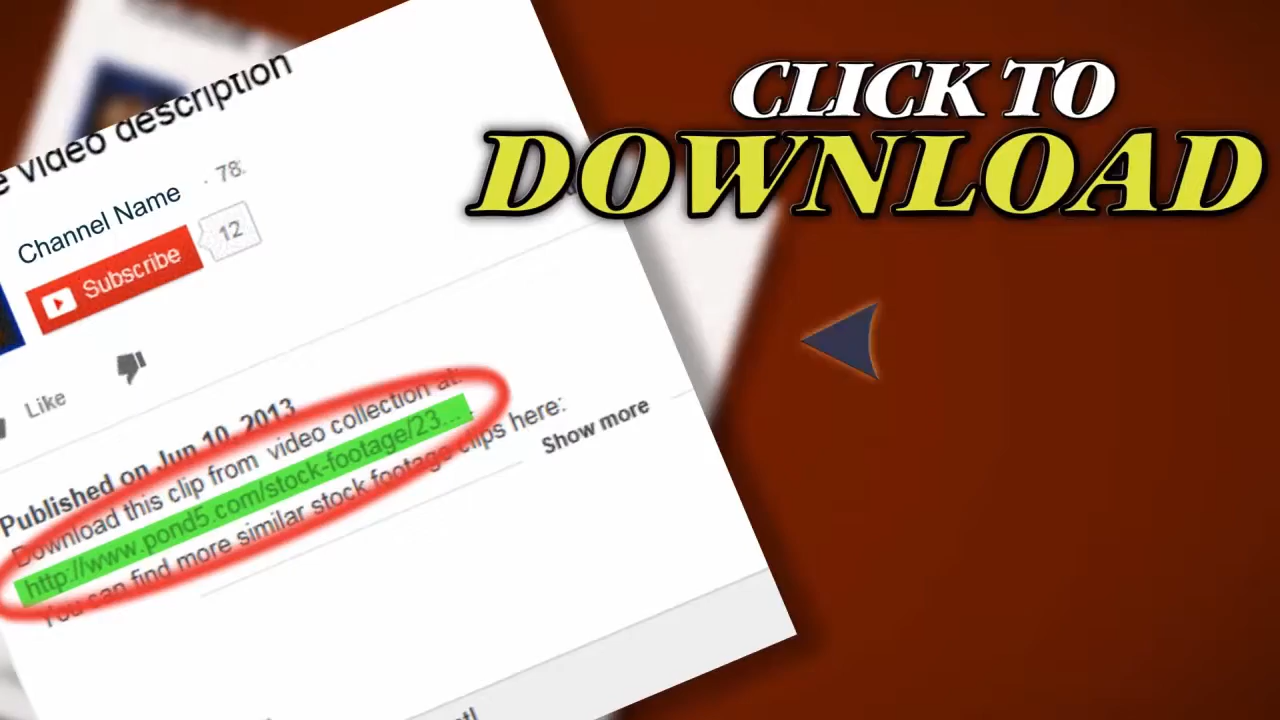 CLICK TO
DOWNLOAD
video description
Channel Name
78
Subscribe
12
Like
Published on Jun 10, 2013
Download this clip from video collection at:
http://www.pond5.com/stock-footage/23...
You can find more similar stock footage clips here:
Show more